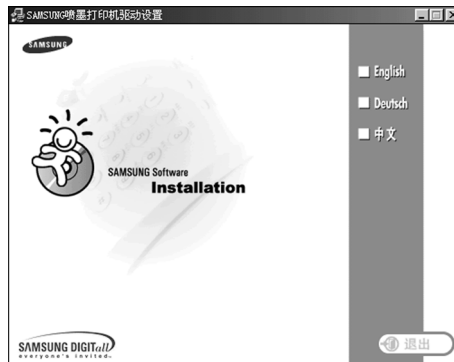 SAMSUNG喷墨打印机驱动设置
SAMSUNG
English
Deutsch
中文
SAMSUNG Software
Installation
SAMSUNG DIGITall
everyone's invited™
退出